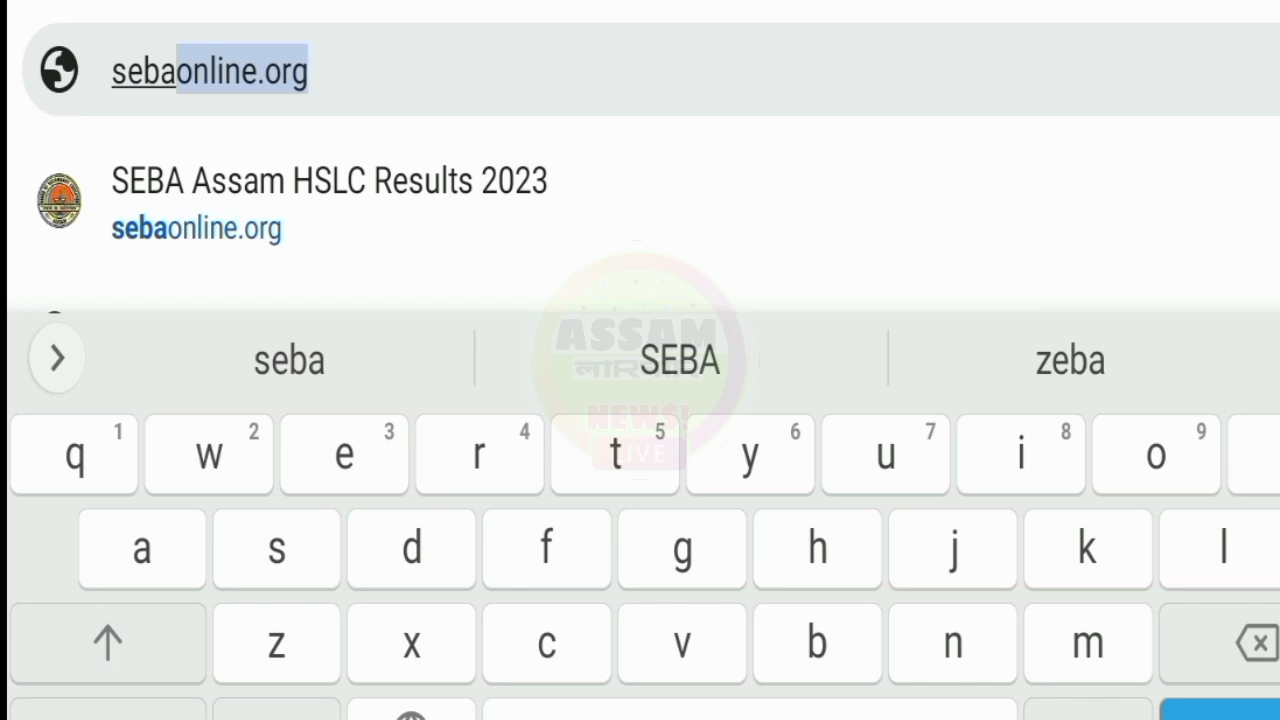 sebaonline.org
SEBA Assam HSLC Results 2023
sebaonline.org
seba SEBA zeba
ASSAM
NEWS!
LIVE
q 1 w 2 e 3 r 4 t 5 y 6 u 7 i 8 o 9
a s d f g h j k l
z x c v b n m